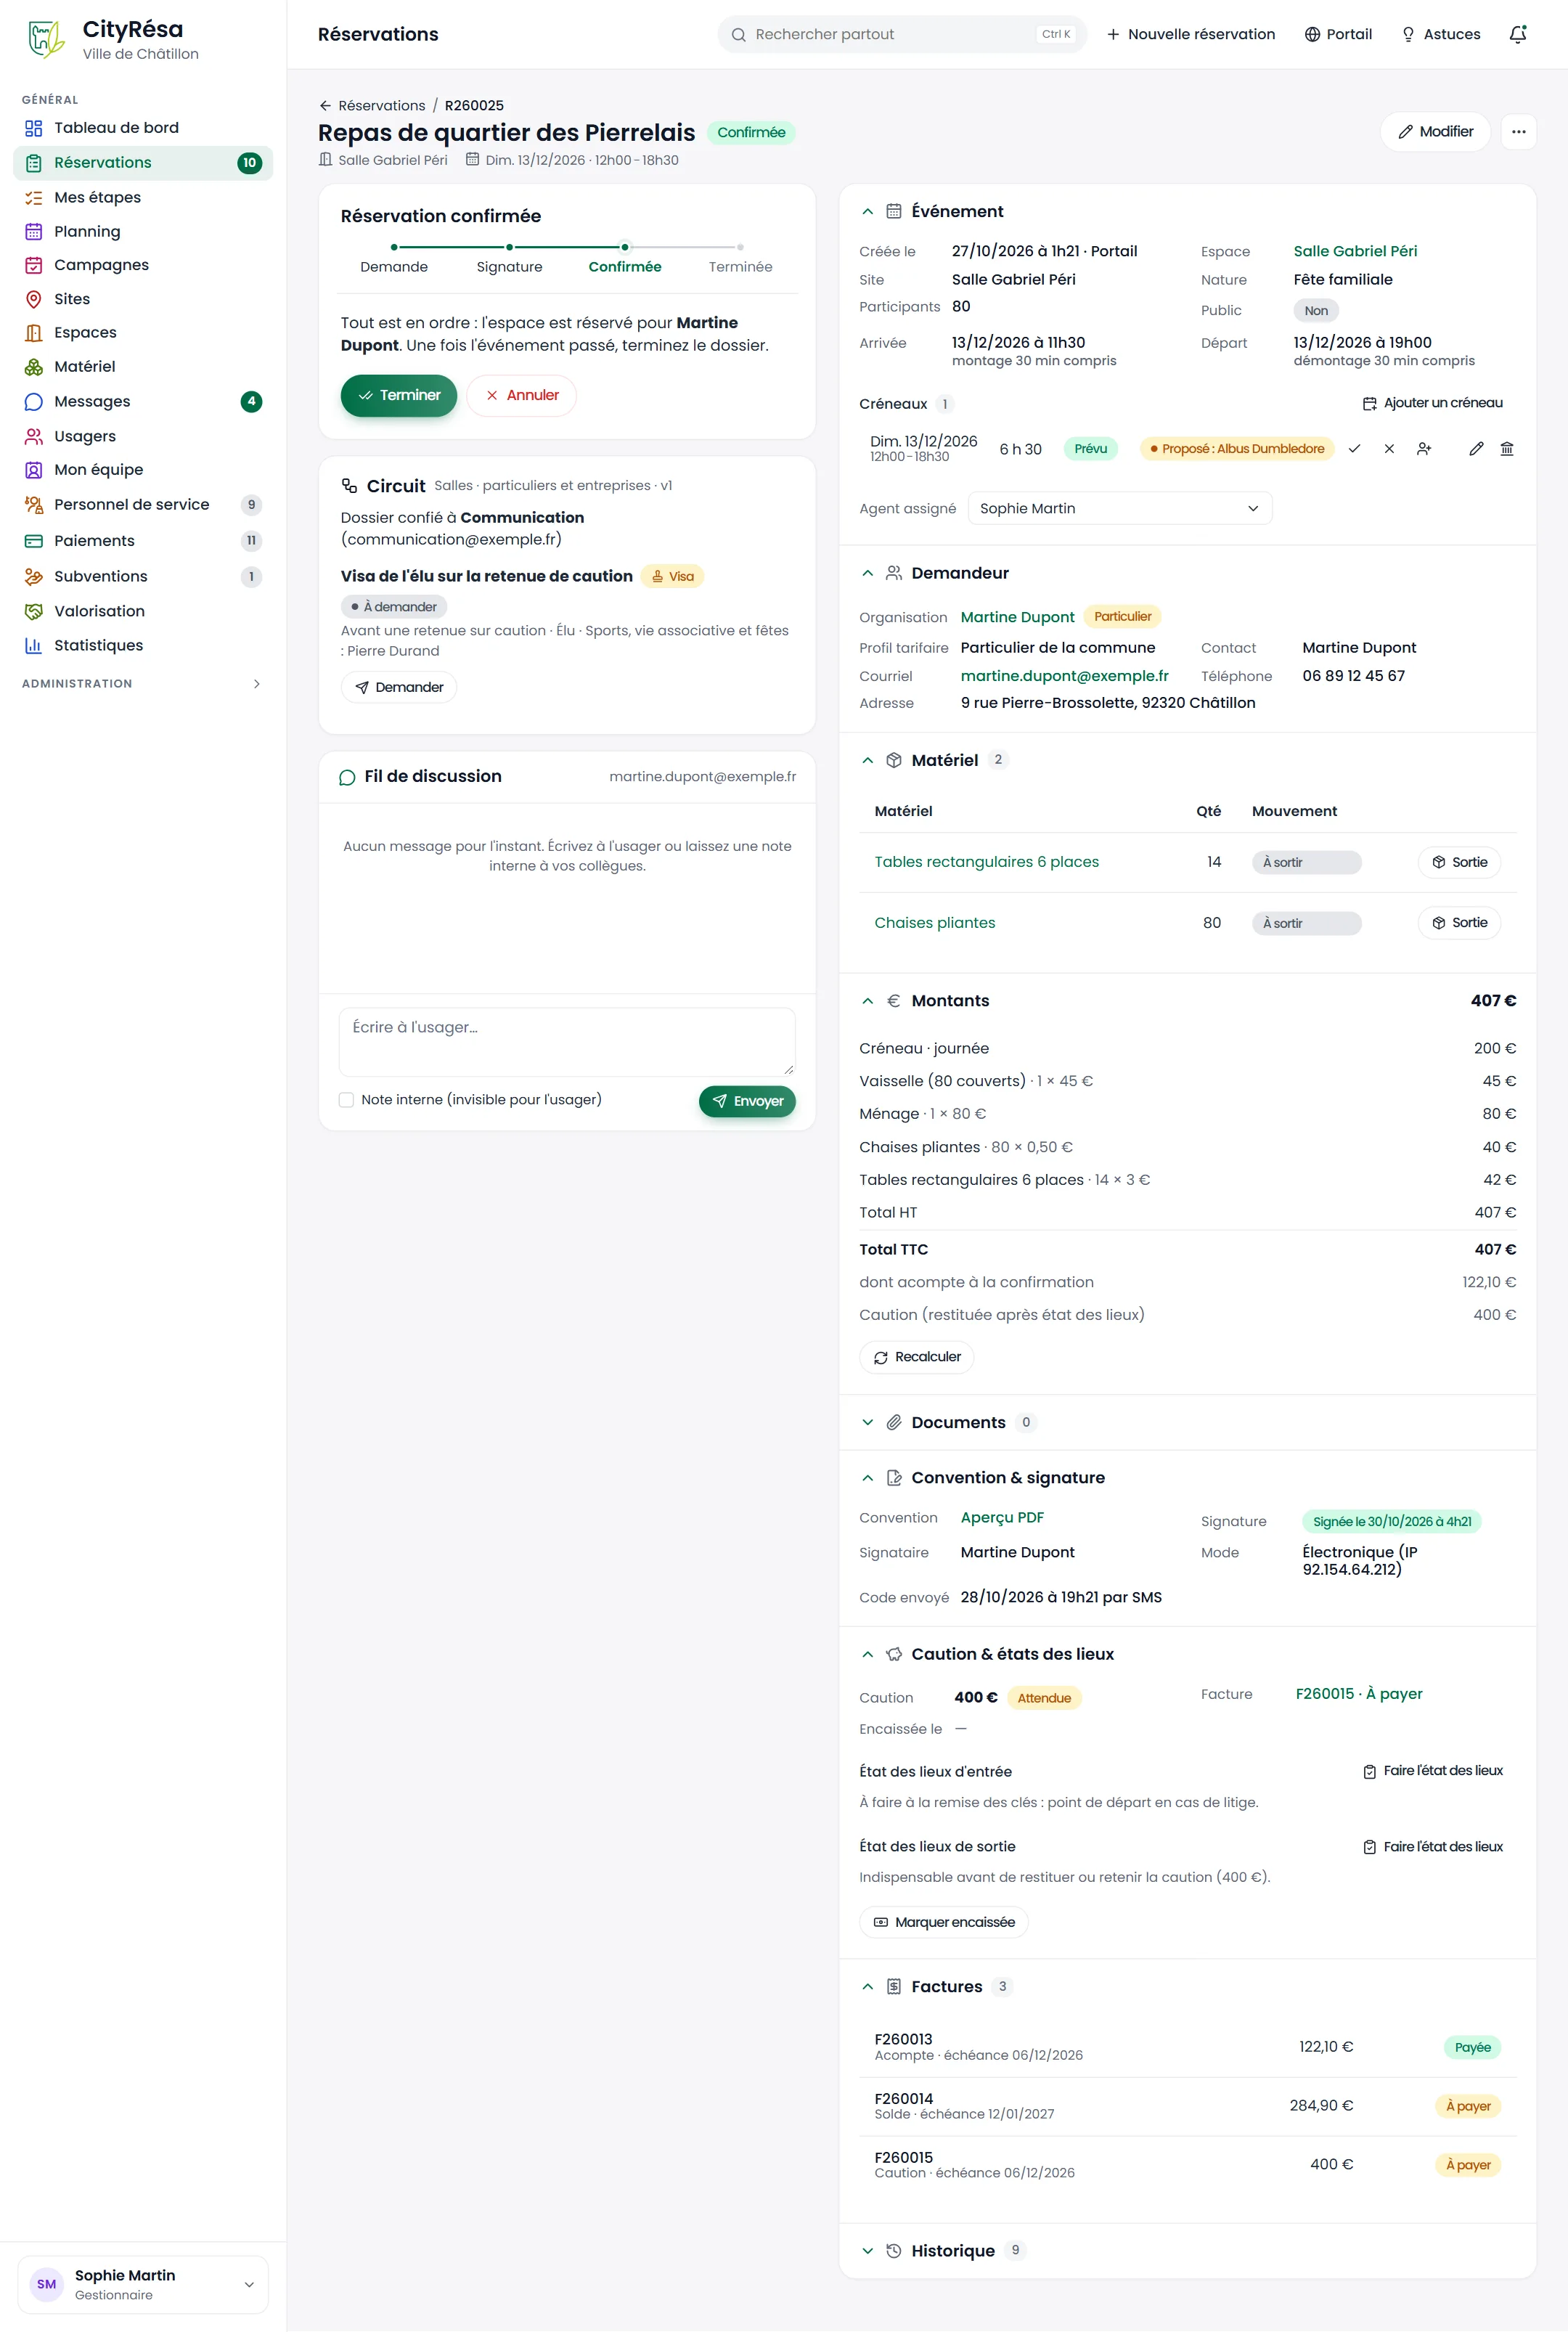 CityRésa
Ville de Châtillon
GÉNÉRAL
Tableau de bord
Réservations 10
Mes étapes
Planning
Campagnes
Sites
Espaces
Matériel
Messages 4
Usagers
Mon équipe
Personnel de service 9
Paiements 11
Subventions 1
Valorisation
Statistiques
ADMINISTRATION
SM
Sophie Martin
Gestionnaire
Réservations
Rechercher partout Ctrl K
Nouvelle réservation
Portail
Astuces
Réservations / R260025
Repas de quartier des Pierrelais Confirmée
Salle Gabriel Péri Dim. 13/12/2026 · 12h00 - 18h30
Modifier
Réservation confirmée
Demande Signature Confirmée Terminée
Tout est en ordre : l'espace est réservé pour Martine
Dupont. Une fois l'événement passé, terminez le dossier.
Terminer Annuler
Circuit Salles · particuliers et entreprises · v1
Dossier confié à Communication
(communication@exemple.fr)
Visa de l'élu sur la retenue de caution Visa
À demander
Avant une retenue sur caution · Élu · Sports, vie associative et fêtes
: Pierre Durand
Demander
Fil de discussion martine.dupont@exemple.fr
Aucun message pour l'instant. Écrivez à l'usager ou laissez une note
interne à vos collègues.
Écrire à l'usager...
Note interne (invisible pour l'usager) Envoyer
Événement
Créée le 27/10/2026 à 1h21 · Portail Espace Salle Gabriel Péri
Site Salle Gabriel Péri Nature Fête familiale
Participants 80 Public Non
Arrivée 13/12/2026 à 11h30 Départ 13/12/2026 à 19h00
montage 30 min compris démontage 30 min compris
Créneaux 1 Ajouter un créneau
Dim. 13/12/2026 6 h 30 Prévu Proposé : Albus Dumbledore
12h00 - 18h30
Agent assigné Sophie Martin
Demandeur
Organisation Martine Dupont Particulier
Profil tarifaire Particulier de la commune Contact Martine Dupont
Courriel martine.dupont@exemple.fr Téléphone 06 89 12 45 67
Adresse 9 rue Pierre-Brossolette, 92320 Châtillon
Matériel 2
Matériel Qté Mouvement
Tables rectangulaires 6 places 14 À sortir Sortie
Chaises pliantes 80 À sortir Sortie
Montants 407 €
Créneau · journée 200 €
Vaisselle (80 couverts) · 1 × 45 € 45 €
Ménage · 1 × 80 € 80 €
Chaises pliantes · 80 × 0,50 € 40 €
Tables rectangulaires 6 places · 14 × 3 € 42 €
Total HT 407 €
Total TTC 407 €
dont acompte à la confirmation 122,10 €
Caution (restituée après état des lieux) 400 €
Recalculer
Documents 0
Convention & signature
Convention Aperçu PDF Signature Signée le 30/10/2026 à 4h21
Signataire Martine Dupont Mode Électronique (IP
92.154.64.212)
Code envoyé 28/10/2026 à 19h21 par SMS
Caution & états des lieux
Caution 400 € Attendue Facture F260015 · À payer
Encaissée le —
État des lieux d'entrée Faire l'état des lieux
À faire à la remise des clés : point de départ en cas de litige.
État des lieux de sortie Faire l'état des lieux
Indispensable avant de restituer ou retenir la caution (400 €).
Marquer encaissée
Factures 3
F260013 122,10 € Payée
Acompte · échéance 06/12/2026
F260014 284,90 € À payer
Solde · échéance 12/01/2027
F260015 400 € À payer
Caution · échéance 06/12/2026
Historique 9